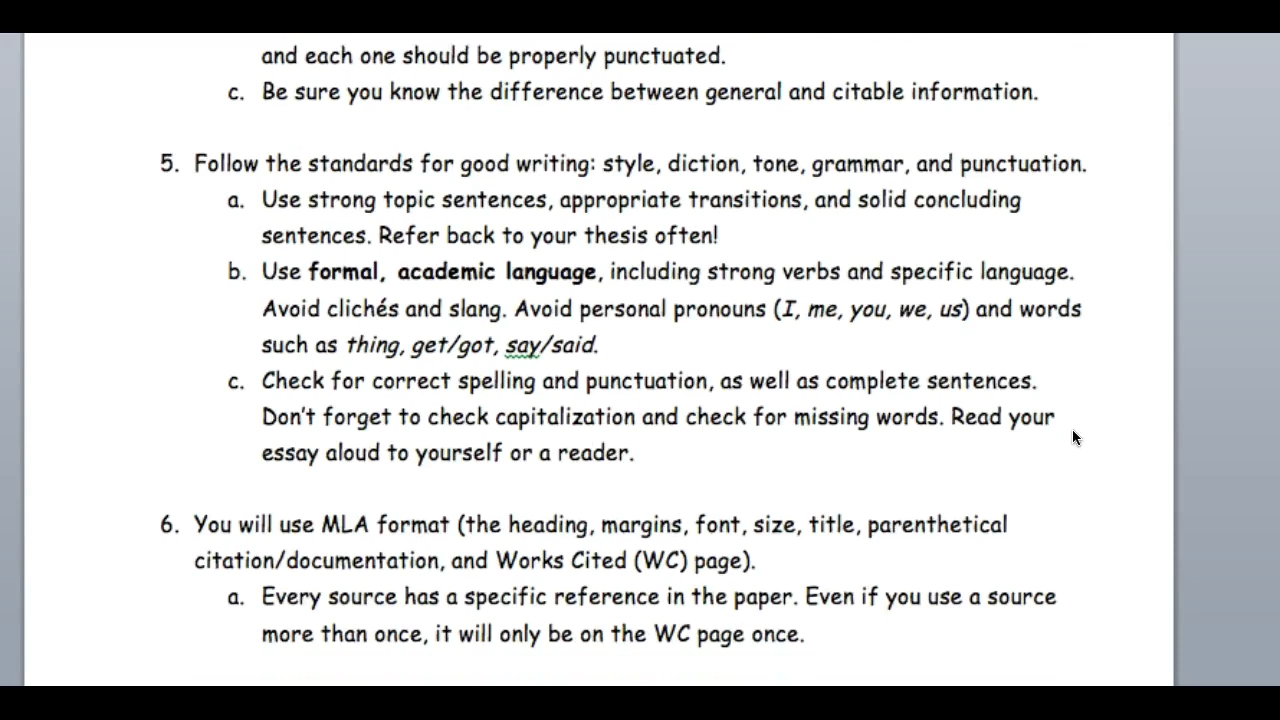 and each one should be properly punctuated.
c. Be sure you know the difference between general and citable information.
5. Follow the standards for good writing: style, diction, tone, grammar, and punctuation.
a. Use strong topic sentences, appropriate transitions, and solid concluding
sentences. Refer back to your thesis often!
b. Use formal, academic language, including strong verbs and specific language.
Avoid clichés and slang. Avoid personal pronouns (I, me, you, we, us) and words
such as thing, get/got, say/said.
c. Check for correct spelling and punctuation, as well as complete sentences.
Don't forget to check capitalization and check for missing words. Read your
essay aloud to yourself or a reader.
6. You will use MLA format (the heading, margins, font, size, title, parenthetical
citation/documentation, and Works Cited (WC) page).
a. Every source has a specific reference in the paper. Even if you use a source
more than once, it will only be on the WC page once.